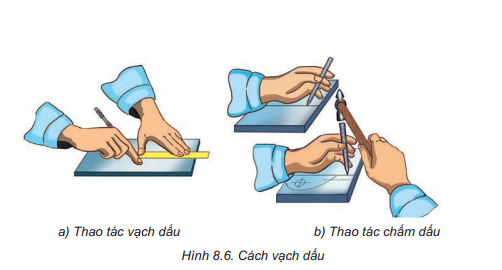 a) Thao tác vạch dấu
b) Thao tác chấm dấu
Hình 8.6. Cách vạch dấu